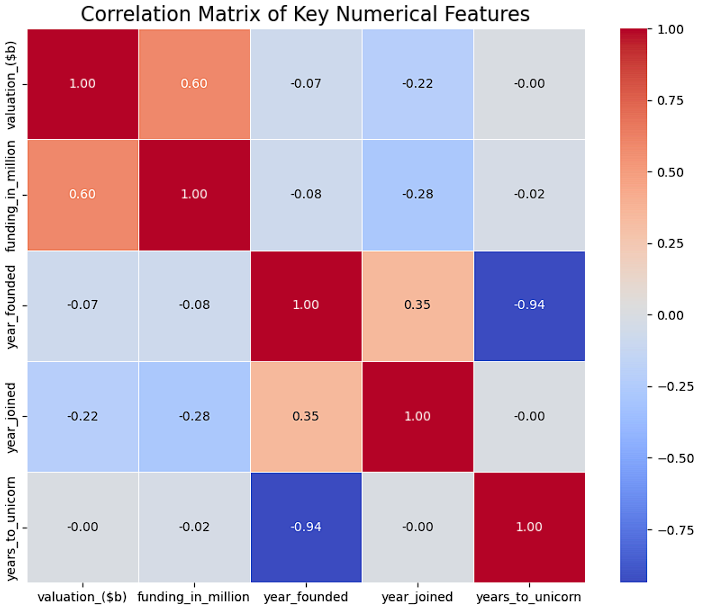 Correlation Matrix of Key Numerical Features
valuation_($b)
1.00 0.60 -0.07 -0.22 -0.00
funding_in_million
0.60 1.00 -0.08 -0.28 -0.02
year_founded
-0.07 -0.08 1.00 0.35 -0.94
year_joined
-0.22 -0.28 0.35 1.00 -0.00
years_to_unicorn
-0.00 -0.02 -0.94 -0.00 1.00
valuation_($b) funding_in_million year_founded year_joined years_to_unicorn
1.00
0.75
0.50
0.25
0.00
−0.25
−0.50
−0.75